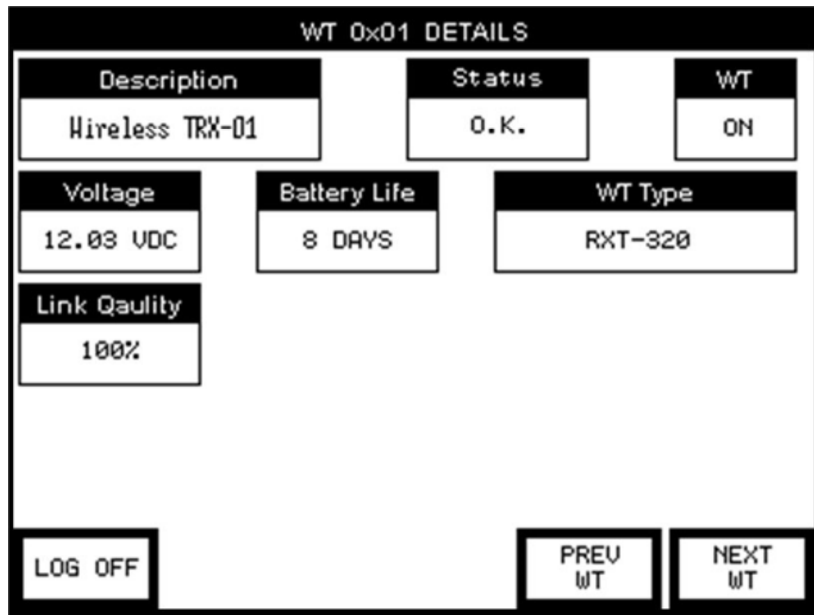 WT 0x01 DETAILS
Description Status WT
Wireless TRX-01 O.K. ON
Voltage Battery Life WT Type
12.03 VDC 8 DAYS RXT-320
Link Qaulity
100%
LOG OFF PREV WT NEXT WT